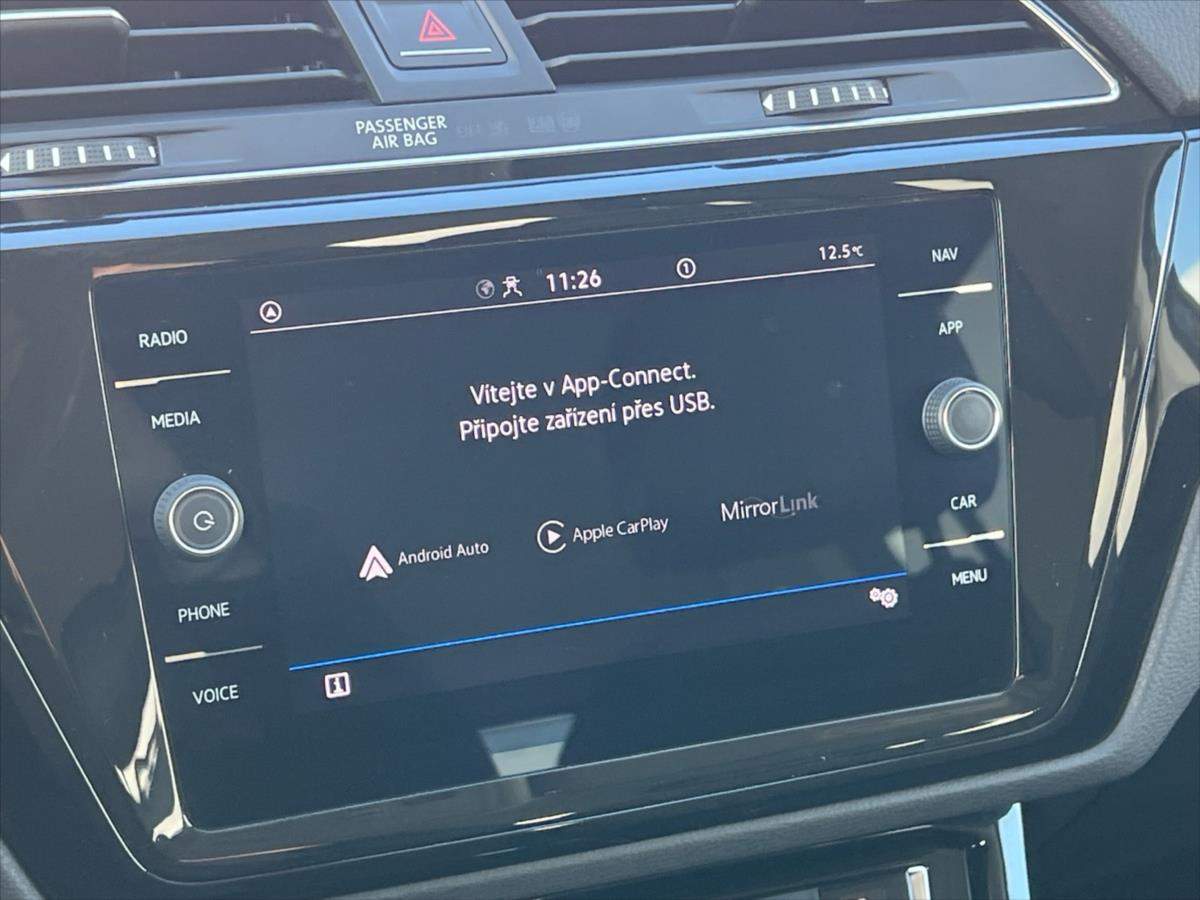 PASSENGER
AIR BAG
11:26
1
12.5°C
NAV
RADIO
APP
Vítejte v App-Connect.
Připojte zařízení přes USB.
MEDIA
CAR
Android Auto
Apple CarPlay
MirrorLink
MENU
PHONE
VOICE